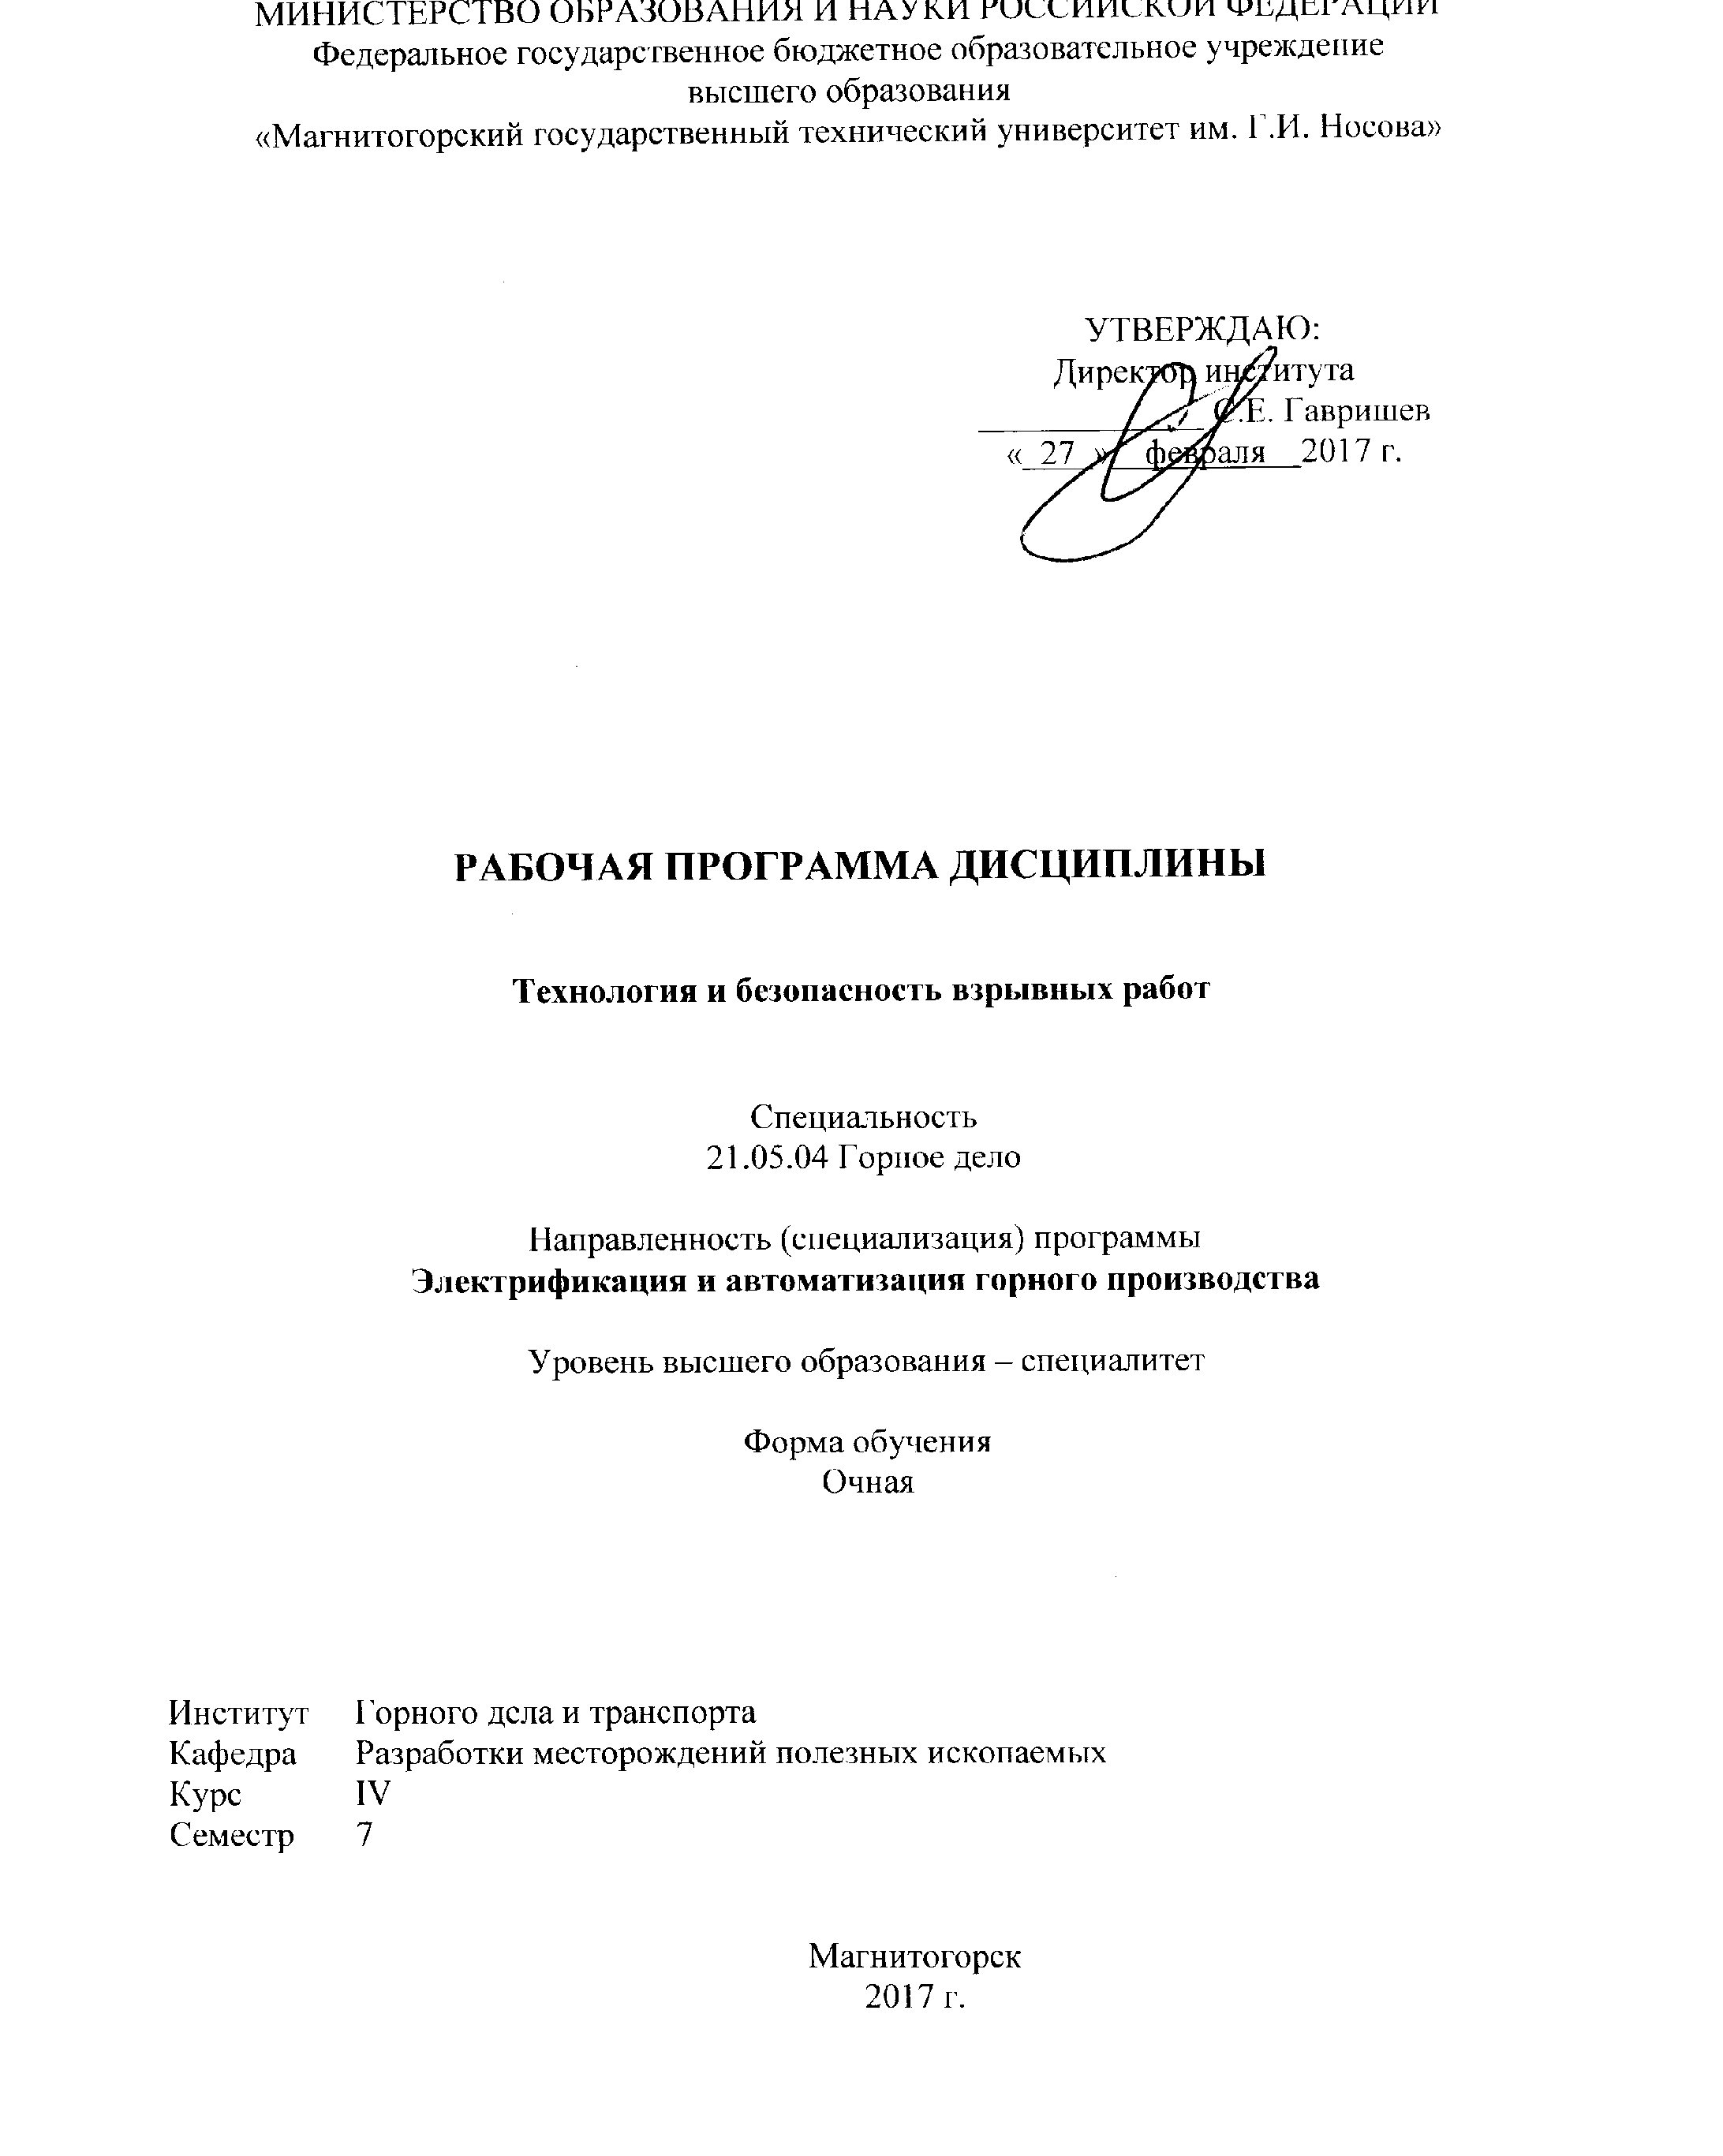 МИНИСТЕРСТВО ОБРАЗОВАНИЯ И НАУКИ РОССИЙСКОЙ ФЕДЕРАЦИИ
Федеральное государственное бюджетное образовательное учреждение
высшего образования
«Магнитогорский государственный технический университет им. Г.И. Носова»
УТВЕРЖДАЮ:
Директор института
С.Е. Гавришев
« 27 » февраля 2017 г.
РАБОЧАЯ ПРОГРАММА ДИСЦИПЛИНЫ
Технология и безопасность взрывных работ
Специальность
21.05.04 Горное дело
Направленность (специализация) программы
Электрификация и автоматизация горного производства
Уровень высшего образования – специалитет
Форма обучения
Очная
Институт Горного дела и транспорта
Кафедра Разработки месторождений полезных ископаемых
Курс IV
Семестр 7
Магнитогорск
2017 г.